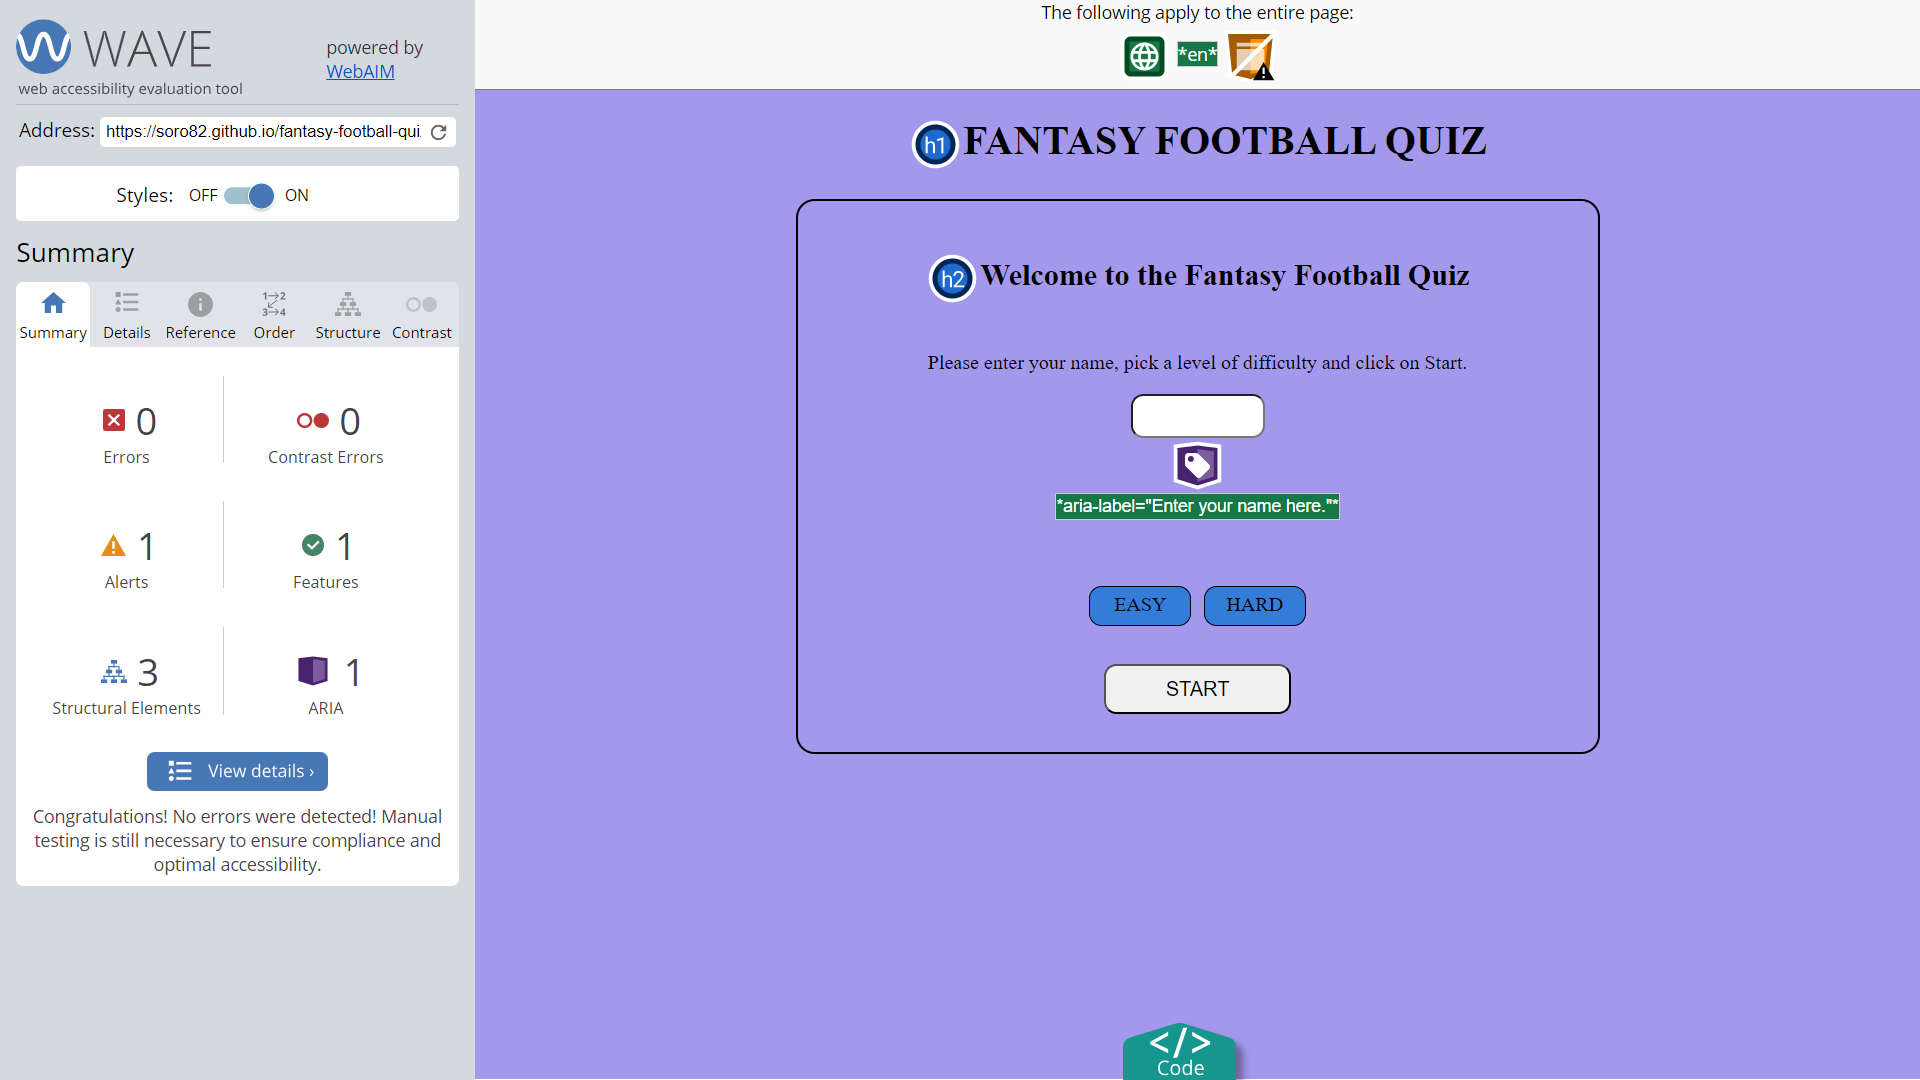 WAVE
web accessibility evaluation tool
powered by
WebAIM
Address: https://soro82.github.io/fantasy-football-qui
Styles: OFF ON
Summary
Summary Details Reference Order Structure Contrast
1 2
3 4
0
Errors
0
Contrast Errors
1
Alerts
1
Features
3
Structural Elements
1
ARIA
View details ›
Congratulations! No errors were detected! Manual
testing is still necessary to ensure compliance and
optimal accessibility.
The following apply to the entire page:
*en*
h1 FANTASY FOOTBALL QUIZ
h2 Welcome to the Fantasy Football Quiz
Please enter your name, pick a level of difficulty and click on Start.
*aria-label="Enter your name here."*
EASY HARD
START
</>
Code